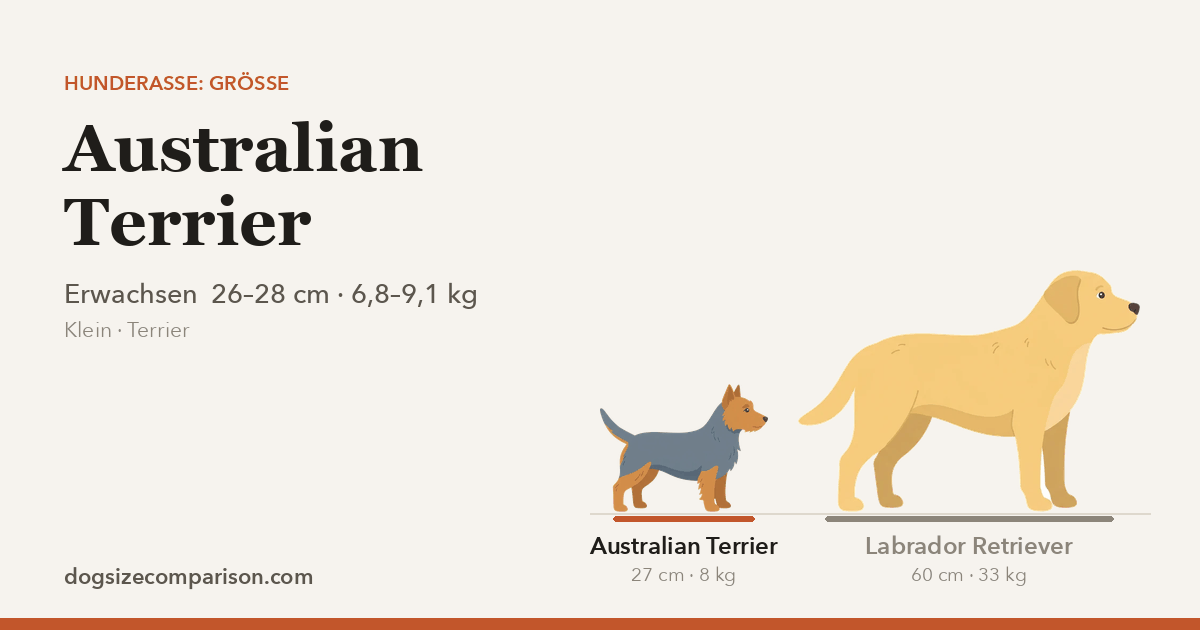 HUNDERASSE: GRÖSSE
Australian
Terrier
Erwachsen 26–28 cm · 6,8–9,1 kg
Klein · Terrier
Australian Terrier
27 cm · 8 kg
Labrador Retriever
60 cm · 33 kg
dogsizecomparison.com